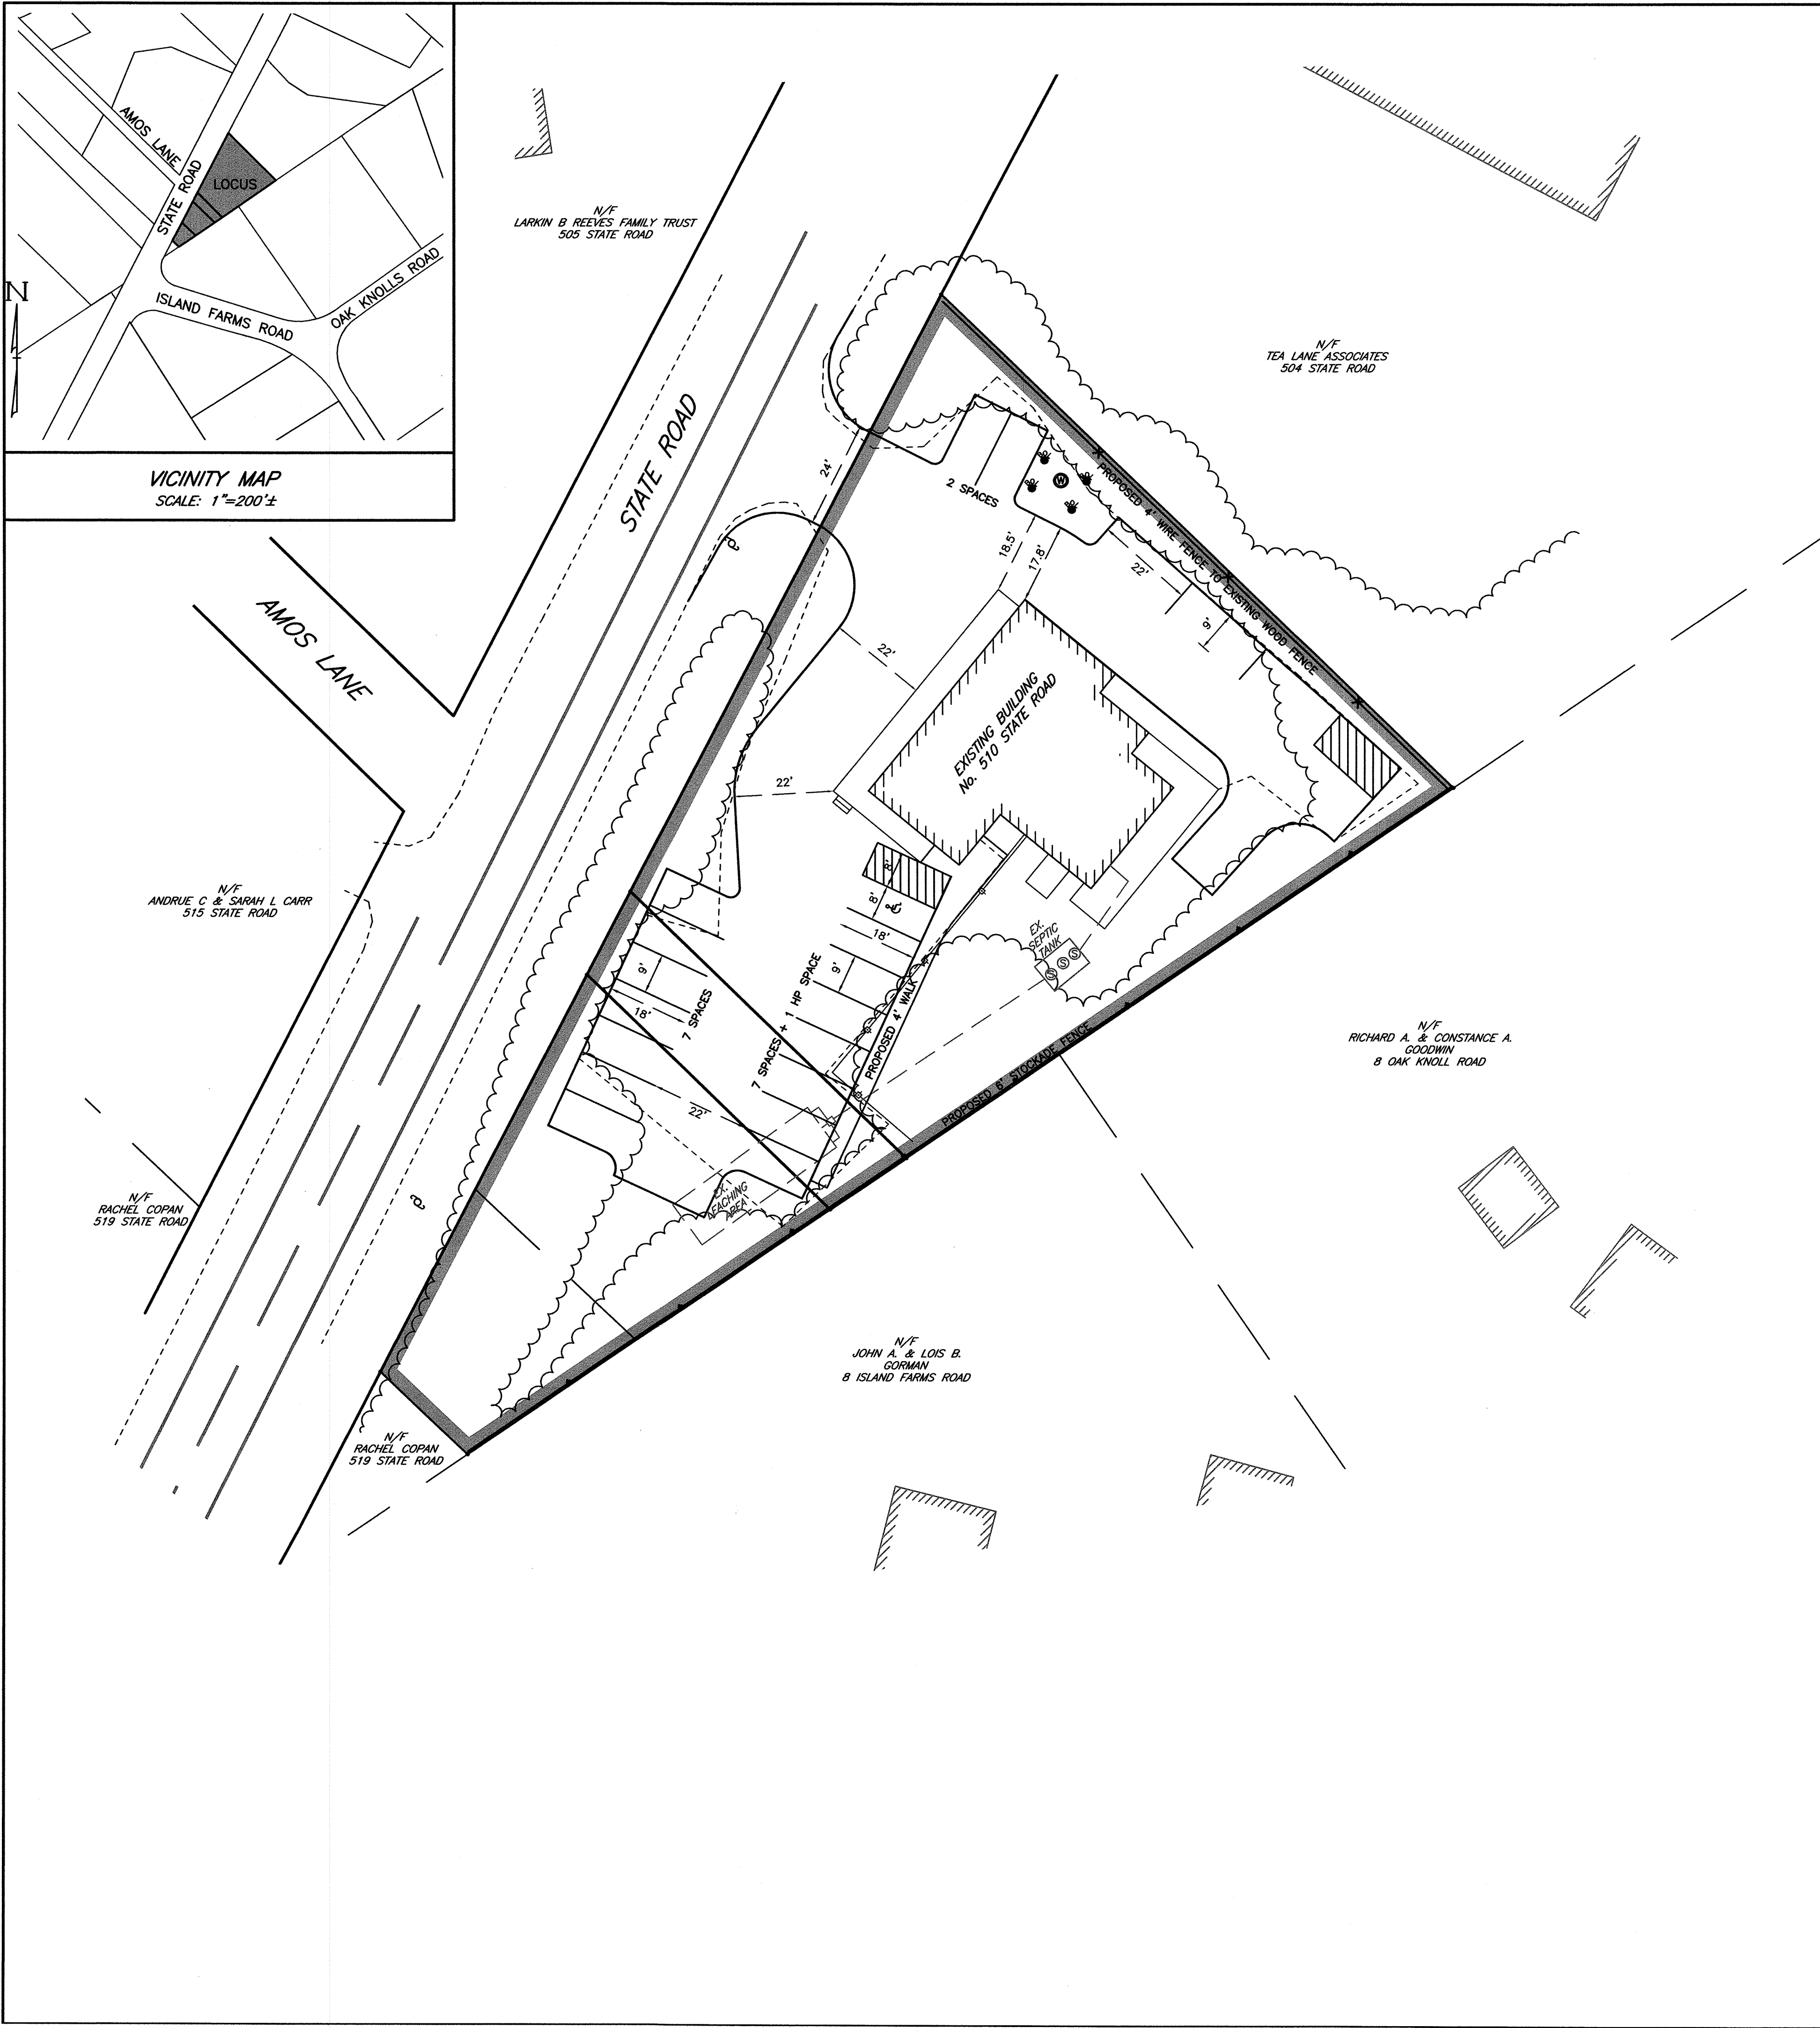 AMOS LANE
STATE ROAD
LOCUS
ISLAND FARMS ROAD
OAK KNOLLS ROAD
N
VICINITY MAP
SCALE: 1"=200'±
N/F
LARKIN B REEVES FAMILY TRUST
505 STATE ROAD
N/F
TEA LANE ASSOCIATES
504 STATE ROAD
STATE ROAD
AMOS LANE
24'
2 SPACES
W
PROPOSED 4' WIRE FENCE TO EXISTING WOOD FENCE
18.5'
17.8'
22'
9'
22'
EXISTING BUILDING
No. 510 STATE ROAD
22'
N/F
ANDRUE C & SARAH L CARR
515 STATE ROAD
8'
8'
18'
9'
EX.
SEPTIC
TANK
S S S
9'
18'
7 SPACES
7 SPACES + 1 HP SPACE
PROPOSED 4' WALK
22'
PROPOSED 6' STOCKADE FENCE
N/F
RICHARD A. & CONSTANCE A.
GOODWIN
8 OAK KNOLL ROAD
N/F
RACHEL COPAN
519 STATE ROAD
EX.
LEACHING
AREA
N/F
JOHN A. & LOIS B.
GORMAN
8 ISLAND FARMS ROAD
N/F
RACHEL COPAN
519 STATE ROAD